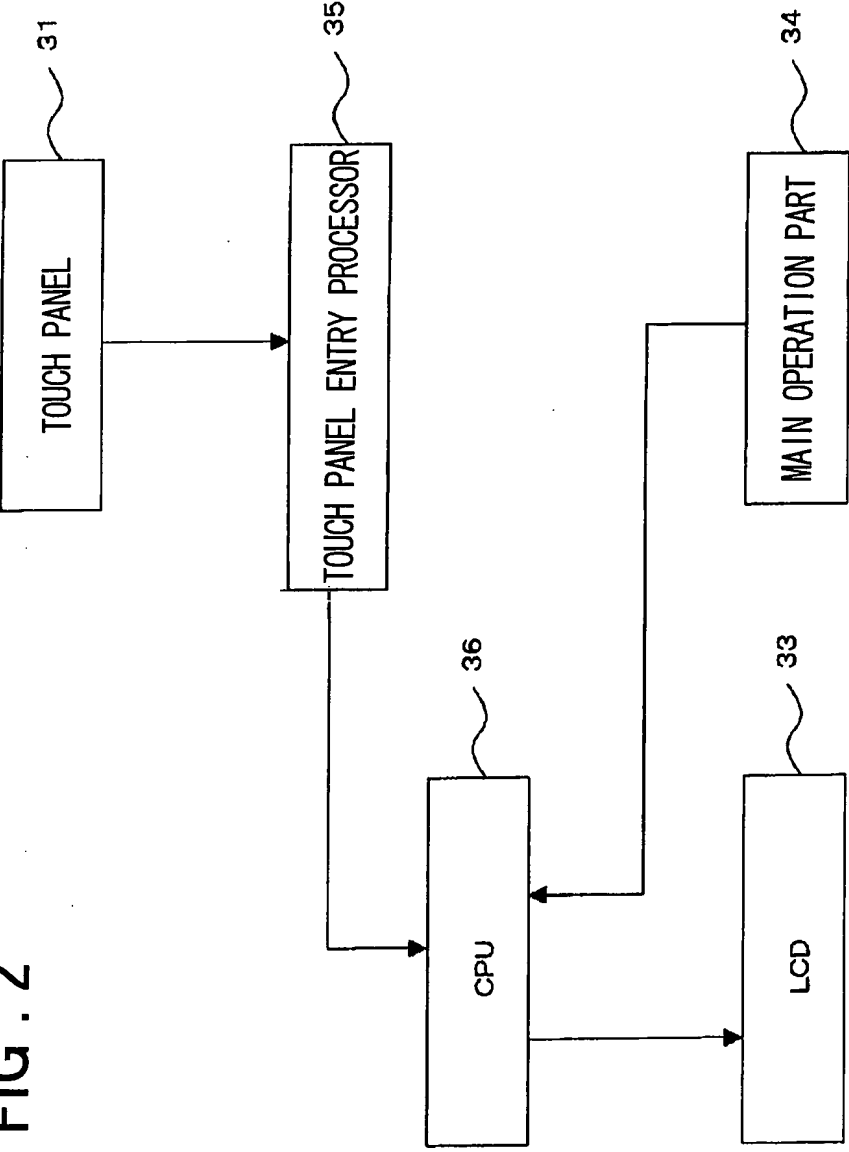 FIG. 2
TOUCH PANEL
31
TOUCH PANEL ENTRY PROCESSOR
35
CPU
36
MAIN OPERATION PART
34
LCD
33